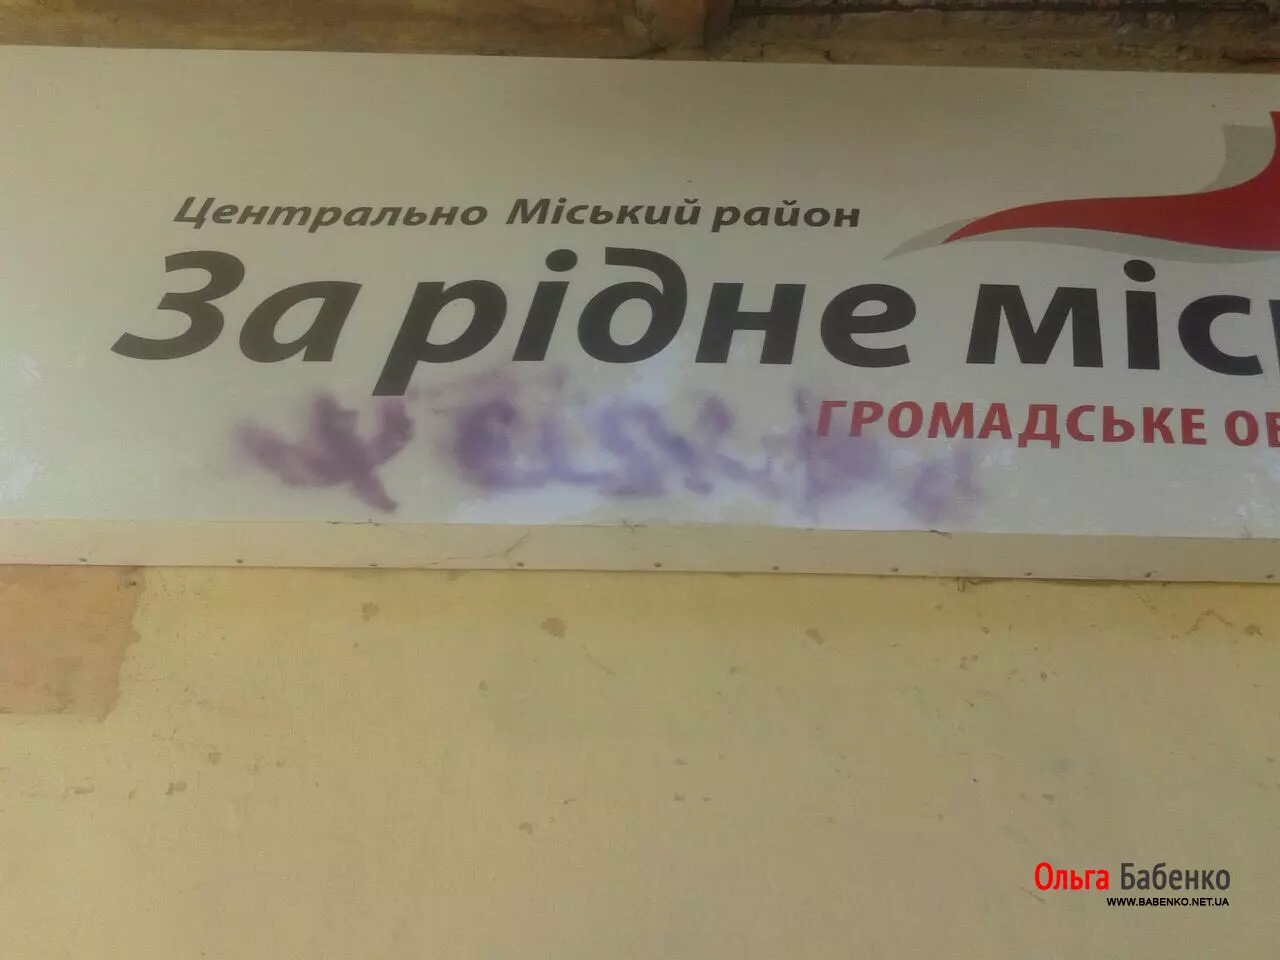 Центрально Міський район
За рідне міс
ГРОМАДСЬКЕ ОБ
Ольга Бабенко
WWW.BABENKO.NET.UA